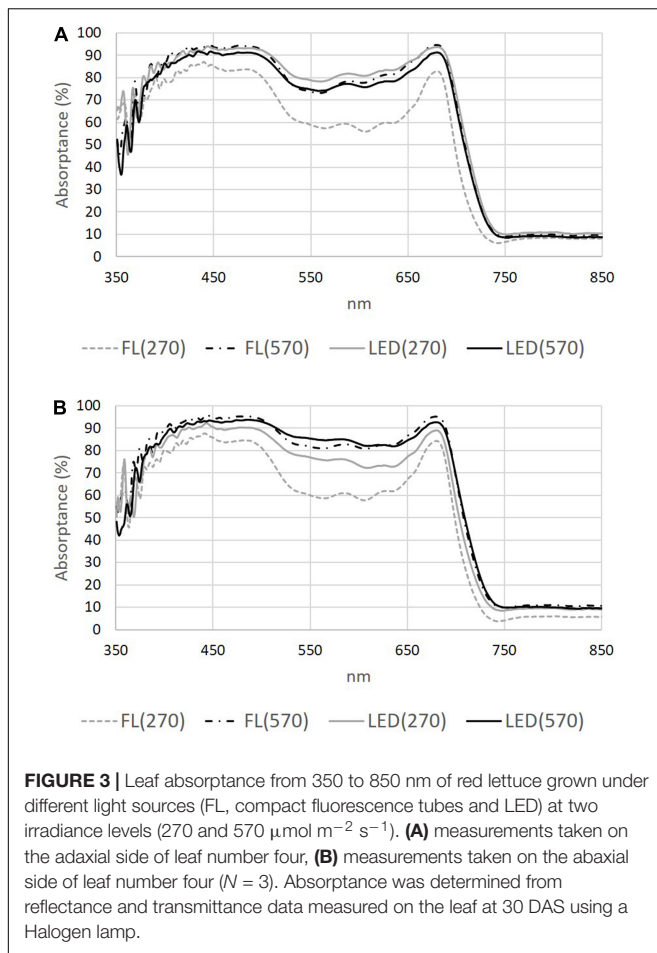 A
100
90
80
70
60
50
40
30
20
10
0
Absorptance (%)
350 450 550 650 750 850
nm
FL(270) FL(570) LED(270) LED(570)
B
100
90
80
70
60
50
40
30
20
10
0
Absorptance (%)
350 450 550 650 750 850
nm
FL(270) FL(570) LED(270) LED(570)
FIGURE 3 | Leaf absorptance from 350 to 850 nm of red lettuce grown under
different light sources (FL, compact fluorescence tubes and LED) at two
irradiance levels (270 and 570 μmol m⁻² s⁻¹). (A) measurements taken on
the adaxial side of leaf number four, (B) measurements taken on the abaxial
side of leaf number four (N = 3). Absorptance was determined from
reflectance and transmittance data measured on the leaf at 30 DAS using a
Halogen lamp.